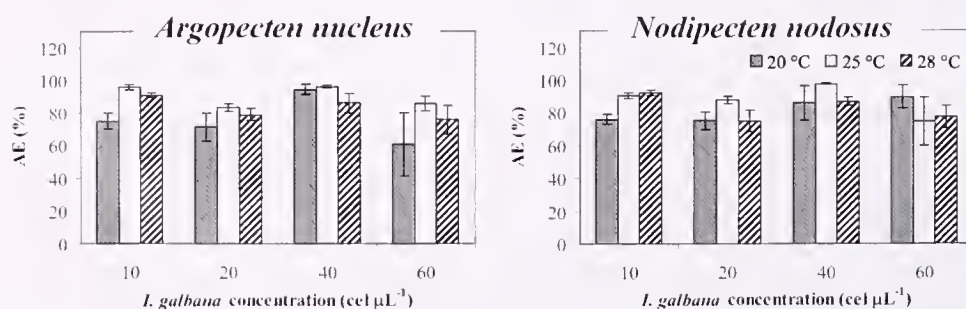 Argopecten nucleus
120
100
80
60
40
20
0
AE (%)
10 20 40 60
I. galbana concentration (cel µL⁻¹)
Nodipecten nodosus
20 °C 25 °C 28 °C
120
100
80
60
40
20
0
AE (%)
10 20 40 60
I. galbana concentration (cel µL⁻¹)